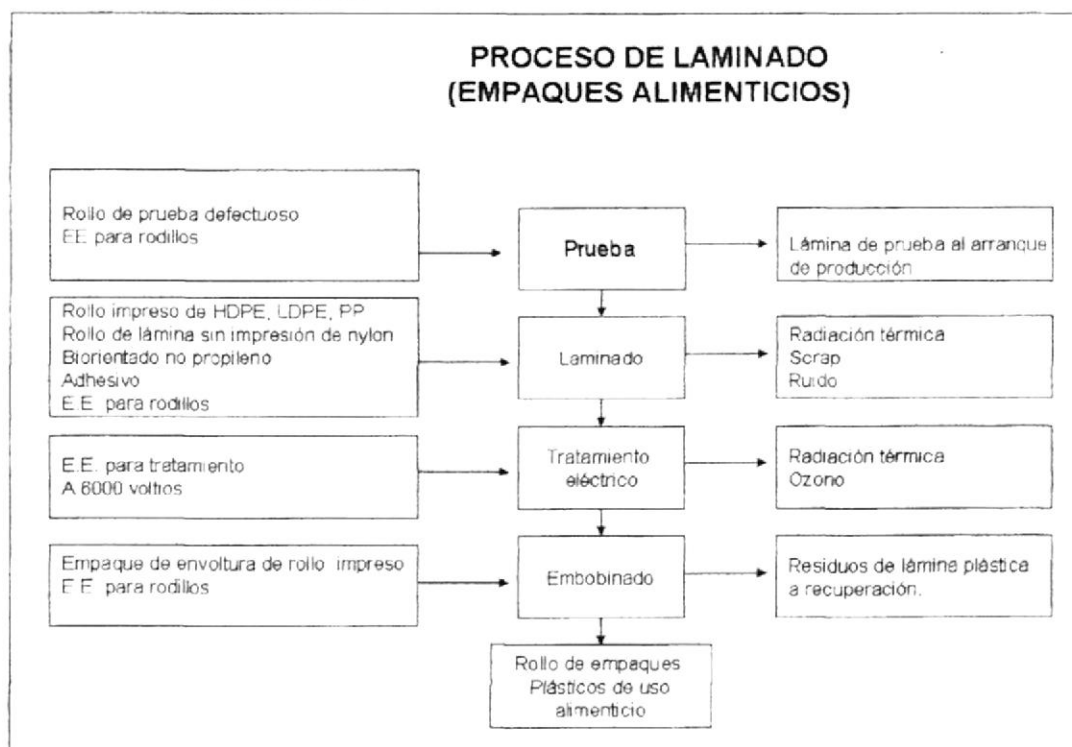 PROCESO DE LAMINADO
(EMPAQUES ALIMENTICIOS)
Rollo de prueba defectuoso
EE para rodillos
Prueba
Lámina de prueba al arranque
de producción
Rollo impreso de HDPE, LDPE, PP
Rollo de lámina sin impresión de nylon
Biorientado no propileno
Adhesivo
E.E. para rodillos
Laminado
Radiación térmica
Scrap
Ruido
E.E. para tratamiento
A 6000 voltios
Tratamiento
eléctrico
Radiación térmica
Ozono
Empaque de envoltura de rollo impreso
E.E. para rodillos
Embobinado
Residuos de lámina plástica
a recuperación.
Rollo de empaques
Plásticos de uso
alimenticio